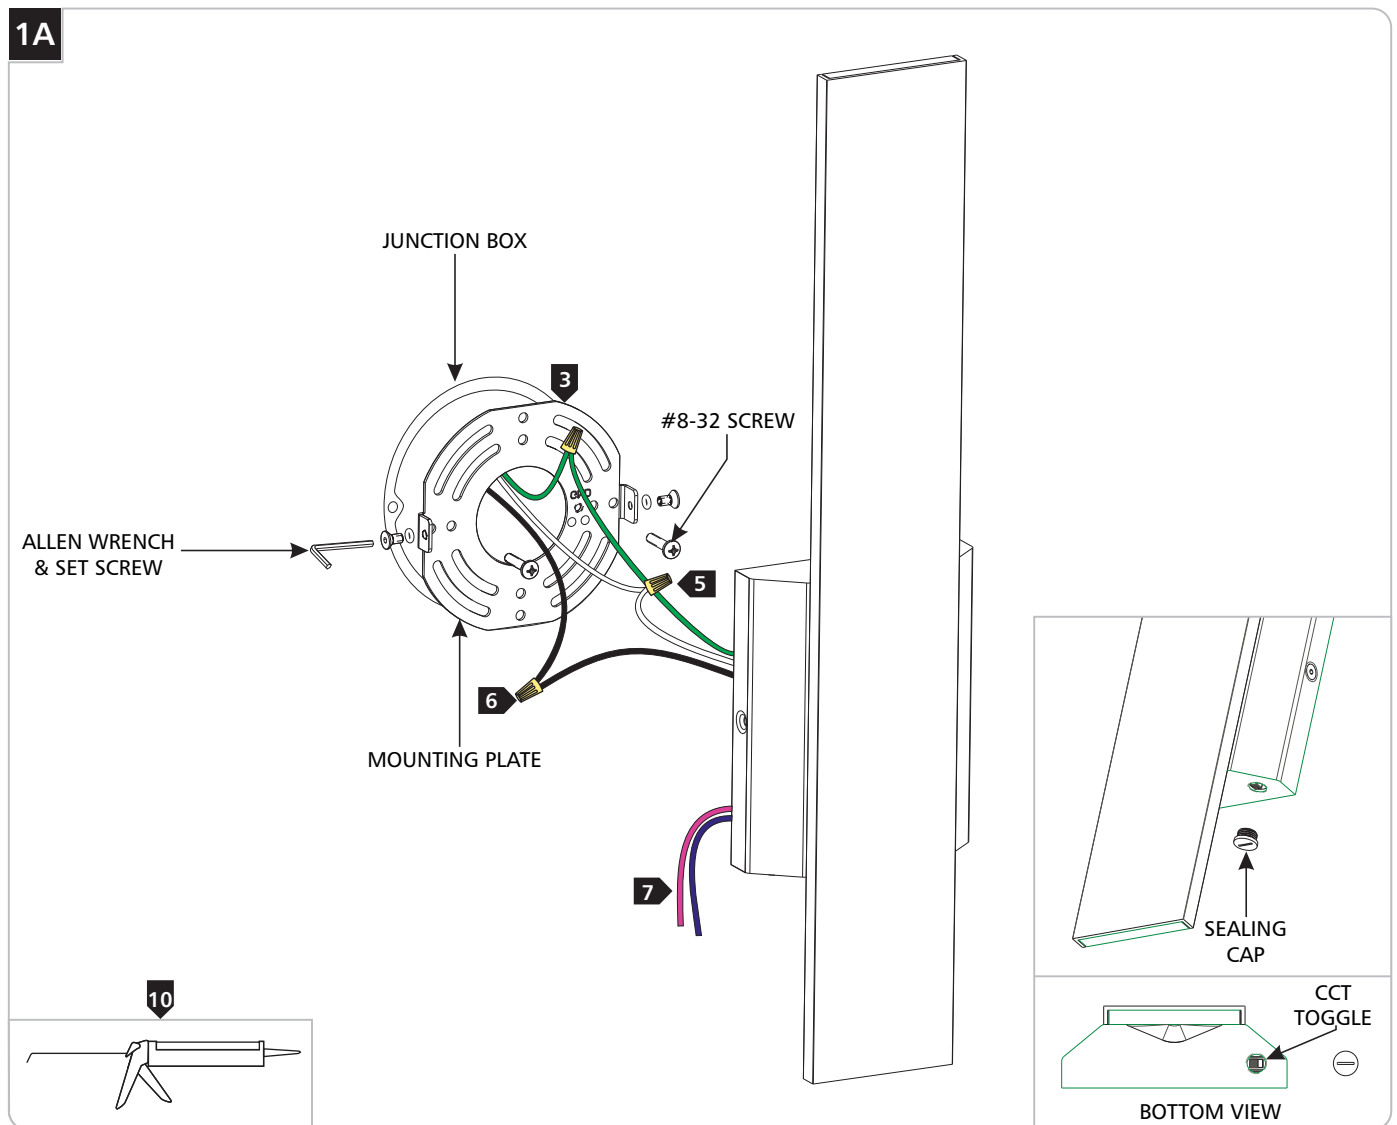 1A
JUNCTION BOX
3
#8-32 SCREW
ALLEN WRENCH
& SET SCREW
5
6
MOUNTING PLATE
7
SEALING
CAP
10
CCT
TOGGLE
BOTTOM VIEW